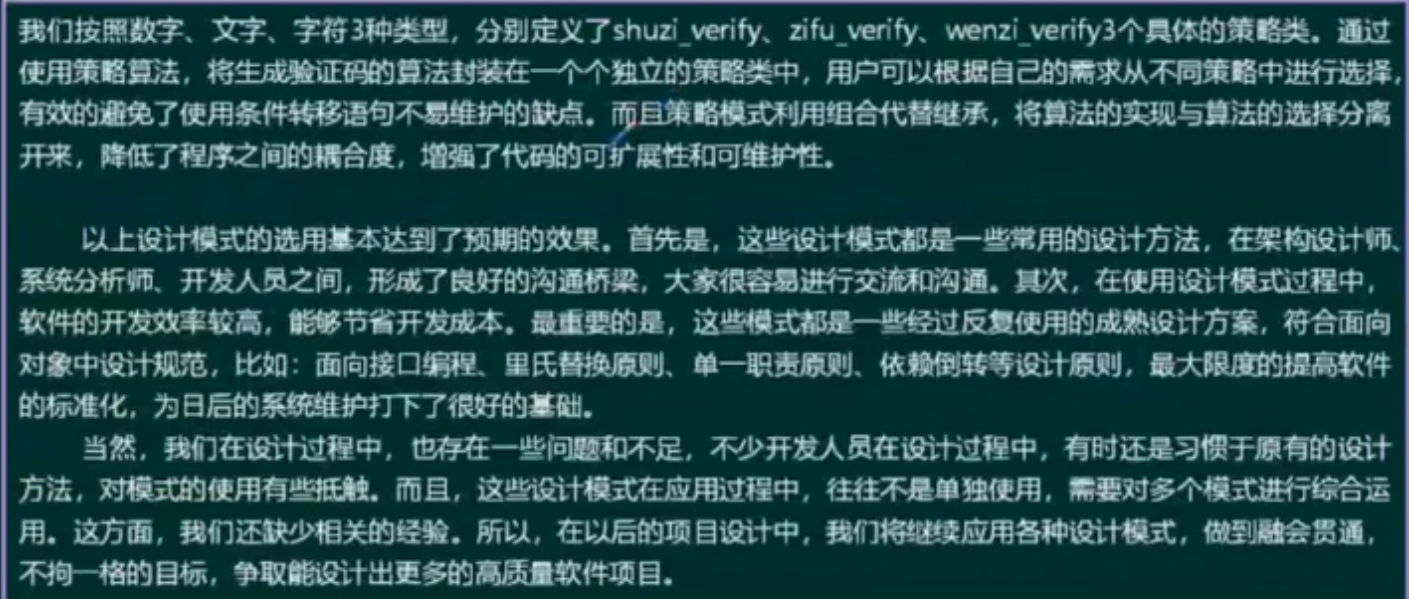 我们按照数字、文字、字符3种类型，分别定义了shuzi_verify、zifu_verify、wenzi_verify3个具体的策略类。通过
使用策略算法，将生成验证码的算法封装在一个个独立的策略类中，用户可以根据自己的需求从不同策略中进行选择，
有效的避免了使用条件转移语句不易维护的缺点。而且策略模式利用组合代替继承，将算法的实现与算法的选择分离
开来，降低了程序之间的耦合度，增强了代码的可扩展性和可维护性。
以上设计模式的选用基本达到了预期的效果。首先是，这些设计模式都是一些常用的设计方法，在架构设计师、
系统分析师、开发人员之间，形成了良好的沟通桥梁，大家很容易进行交流和沟通。其次，在使用设计模式过程中，
软件的开发效率较高，能够节省开发成本。最重要的是，这些模式都是一些经过反复使用的成熟设计方案，符合面向
对象中设计规范，比如：面向接口编程、里氏替换原则、单一职责原则、依赖倒转等设计原则，最大限度的提高软件
的标准化，为日后的系统维护打下了很好的基础。
当然，我们在设计过程中，也存在一些问题和不足，不少开发人员在设计过程中，有时还是习惯于原有的设计
方法，对模式的使用有些抵触。而且，这些设计模式在应用过程中，往往不是单独使用，需要对多个模式进行综合运
用。这方面，我们还缺少相关的经验。所以，在以后的项目设计中，我们将继续应用各种设计模式，做到融会贯通，
不拘一格的目标，争取能设计出更多的高质量软件项目。